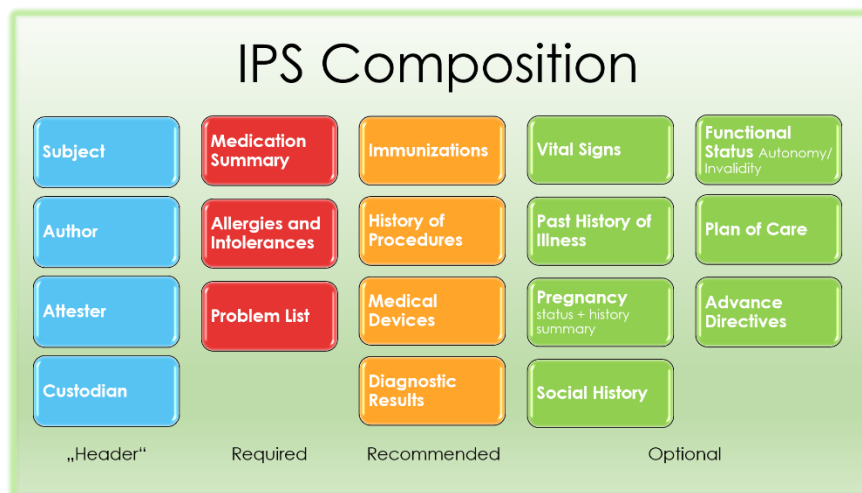 IPS Composition
Subject
Author
Attester
Custodian
„Header“
Medication
Summary
Allergies and
Intolerances
Problem List
Required
Immunizations
History of
Procedures
Medical
Devices
Diagnostic
Results
Recommended
Vital Signs
Past History of
Illness
Pregnancy
status + history
summary
Social History
Functional
Status Autonomy/
Invalidity
Plan of Care
Advance
Directives
Optional